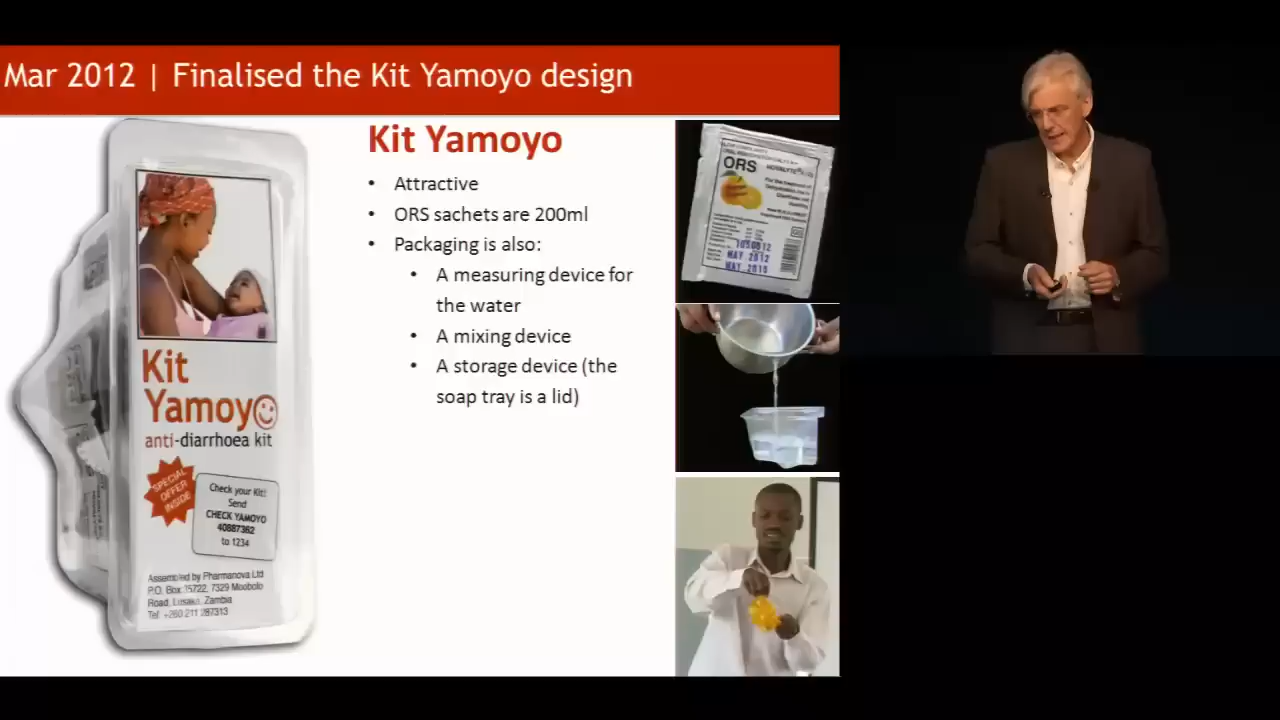 Mar 2012 | Finalised the Kit Yamoyo design
Kit Yamoyo
• Attractive
• ORS sachets are 200ml
• Packaging is also:
• A measuring device for
the water
• A mixing device
• A storage device (the
soap tray is a lid)
Kit
Yamoyo
anti-diarrhoea kit
SPECIAL
OFFER
INSIDE
Check your Kit!
Send
CHECK YAMOYO
40887362
to 1234
Assembled by Pharmanova Ltd
P.O. Box 35722, 7329 Mcobolo
Road, Lusaka, Zambia
Tel: +260 211 287313
ORS
MAY 2012